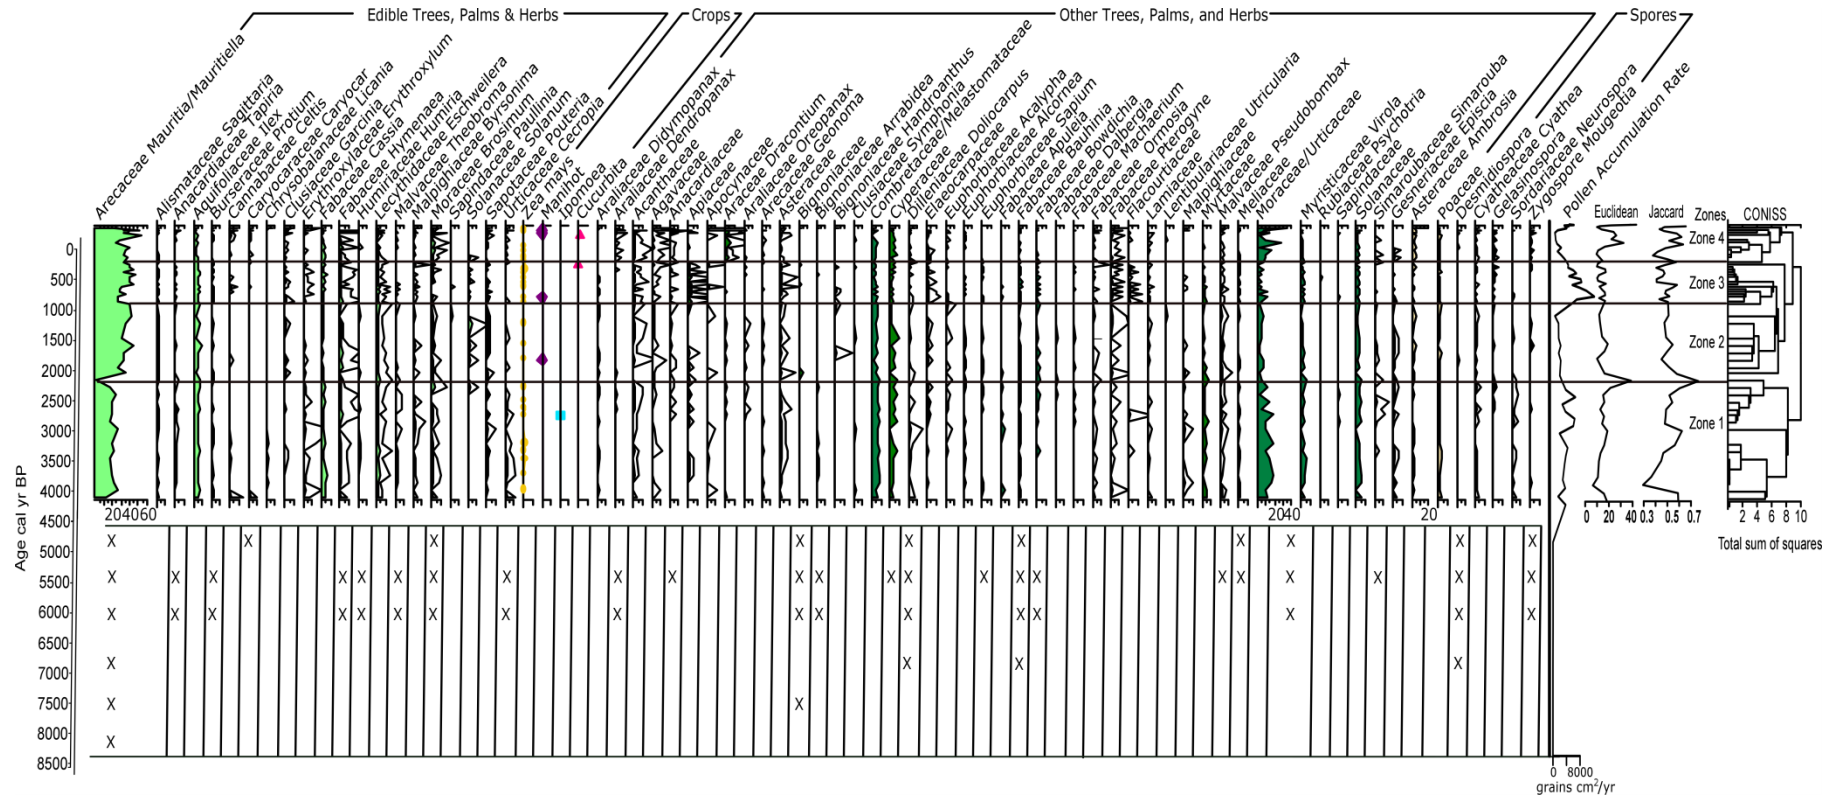 Edible Trees, Palms & Herbs
Crops
Other Trees, Palms, and Herbs
Spores
Arecaceae Mauritia/Mauritiella
Alismataceae Sagittaria
Anacardiaceae Tapiria
Aquifoliaceae Ilex
Burseraceae Protium
Cannabaceae Celtis
Caryocaraceae Caryocar
Chrysobalanaceae Licania
Clusiaceae Garcinia
Erythroxylaceae Erythroxylum
Fabaceae Cassia
Fabaceae Hymenaea
Humiriaceae Humiria
Lecythidaceae Eschweilera
Malvaceae Theobroma
Malpighiaceae Byrsonima
Moraceae Brosimum
Sapindaceae Paullinia
Solanaceae Solanum
Sapotaceae Pouteria
Urticaceae Cecropia
Zea mays
Manihot
Ipomoea
Cucurbita
Araliaceae Didymopanax
Araliaceae Dendropanax
Acanthaceae
Agavaceae
Anacardiaceae
Apiaceae
Apocynaceae
Araceae Dracontium
Araliaceae Oreopanax
Arecaceae Geonoma
Asteraceae
Bignoniaceae
Bignoniaceae Arrabidea
Bignoniaceae Handroanthus
Clusiaceae Symphonia
Combretaceae/Melastomataceae
Cyperaceae
Dilleniaceae Doliocarpus
Elaeocarpaceae
Euphorbiaceae Acalypha
Euphorbiaceae Alcornea
Euphorbiaceae Sapium
Fabaceae Apuleia
Fabaceae Bauhinia
Fabaceae Bowdichia
Fabaceae Dalbergia
Fabaceae Machaerium
Fabaceae Ormosia
Fabaceae Pterogyne
Flacourtiaceae
Lamiaceae
Lentibulariaceae Utricularia
Malpighiaceae
Myrtaceae
Malvaceae Pseudobombax
Meliaceae
Moraceae/Urticaceae
Myristicaceae Virola
Rubiaceae Psychotria
Sapindaceae
Solanaceae
Simaroubaceae Simarouba
Gesneriaceae Episcia
Asteraceae Ambrosia
Poaceae
Desmidiospora
Cyatheaceae Cyathea
Gelasinospora
Sordariaceae Neurospora
Zygospore Mougeotia
Pollen Accumulation Rate
Euclidean
Jaccard
Zones
CONISS
Zone 4
Zone 3
Zone 2
Zone 1
Age cal yr BP
0
500
1000
1500
2000
2500
3000
3500
4000
4500
5000
5500
6000
6500
7000
7500
8000
8500
204060
2040
20
0 20 40
0.3 0.5 0.7
2 4 6 8 10
Total sum of squares
X X X X X X X X X X X
X X X X X X X X X X X X X X X X X X X X X X X X
X X X X X X X X X X X X X X X X X X
X X X X
X X
X
0 8000
grains cm²/yr